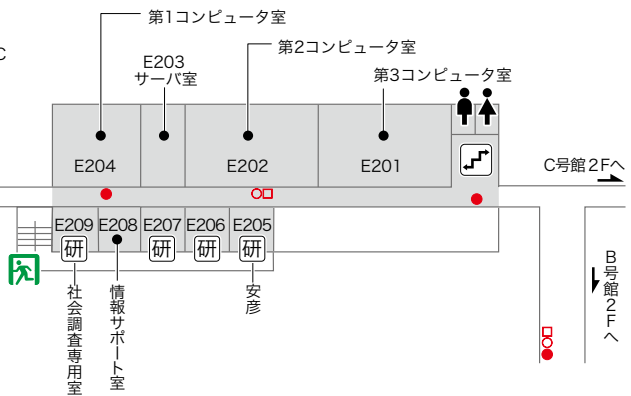 第1コンピュータ室
C
第2コンピュータ室
E203
サーバ室
第3コンピュータ室
E204
E202
E201
C号館2Fへ
E209
E208
E207
E206
E205
研
研
研
研
社会調査専用室
情報サポート室
安彦
B号館2Fへ